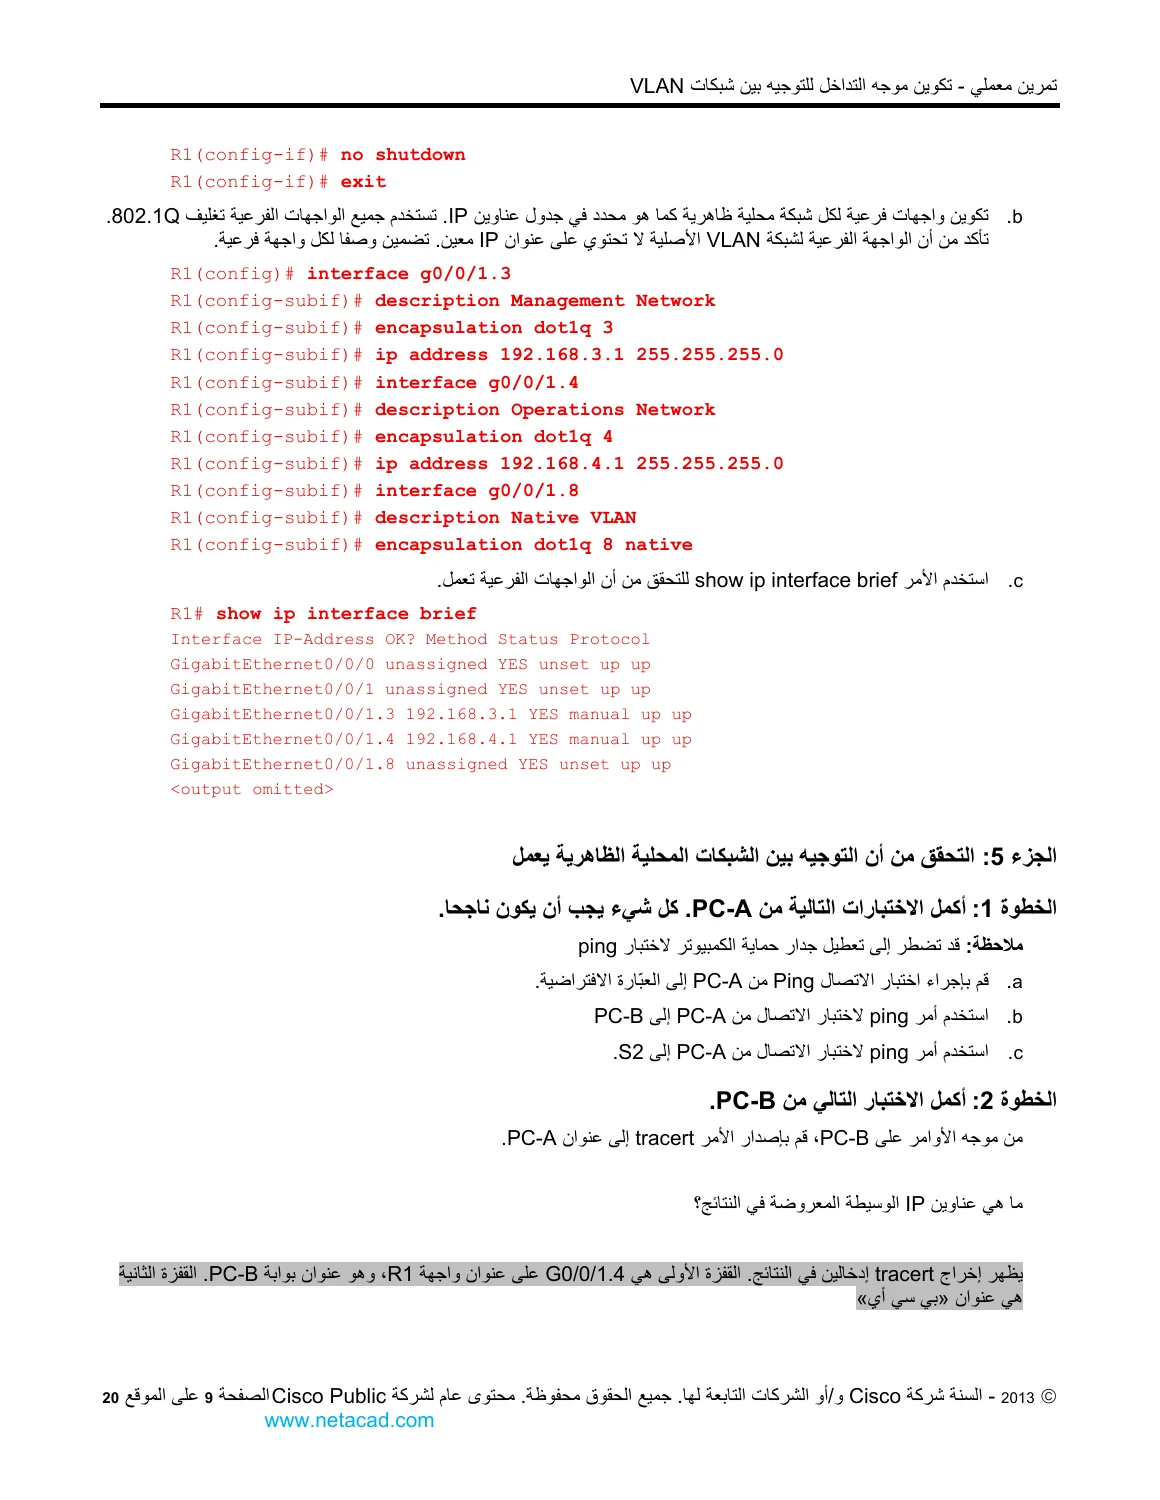 تمرين معملي - تكوين موجه التداخل للتوجيه بين شبكات VLAN
R1(config-if)# no shutdown
R1(config-if)# exit
b. تكوين واجهات فرعية لكل شبكة محلية ظاهرية كما هو محدد في جدول عناوين IP. تستخدم جميع الواجهات الفرعية تغليف 802.1Q.
تأكد من أن الواجهة الفرعية لشبكة VLAN الأصلية لا تحتوي على عنوان IP معين. تضمين وصفا لكل واجهة فرعية.
R1(config)# interface g0/0/1.3
R1(config-subif)# description Management Network
R1(config-subif)# encapsulation dot1q 3
R1(config-subif)# ip address 192.168.3.1 255.255.255.0
R1(config-subif)# interface g0/0/1.4
R1(config-subif)# description Operations Network
R1(config-subif)# encapsulation dot1q 4
R1(config-subif)# ip address 192.168.4.1 255.255.255.0
R1(config-subif)# interface g0/0/1.8
R1(config-subif)# description Native VLAN
R1(config-subif)# encapsulation dot1q 8 native
c. استخدم الأمر show ip interface brief للتحقق من أن الواجهات الفرعية تعمل.
R1# show ip interface brief
Interface IP-Address OK? Method Status Protocol
GigabitEthernet0/0/0 unassigned YES unset up up
GigabitEthernet0/0/1 unassigned YES unset up up
GigabitEthernet0/0/1.3 192.168.3.1 YES manual up up
GigabitEthernet0/0/1.4 192.168.4.1 YES manual up up
GigabitEthernet0/0/1.8 unassigned YES unset up up
<output omitted>
الجزء 5: التحقق من أن التوجيه بين الشبكات المحلية الظاهرية يعمل
الخطوة 1: أكمل الاختبارات التالية من PC-A. كل شيء يجب أن يكون ناجحا.
ملاحظة: قد تضطر إلى تعطيل جدار حماية الكمبيوتر لاختبار ping
a. قم بإجراء اختبار الاتصال Ping من PC-A إلى العبّارة الافتراضية.
b. استخدم أمر ping لاختبار الاتصال من PC-A إلى PC-B
c. استخدم أمر ping لاختبار الاتصال من PC-A إلى S2.
الخطوة 2: أكمل الاختبار التالي من PC-B.
من موجه الأوامر على PC-B، قم بإصدار الأمر tracert إلى عنوان PC-A.
ما هي عناوين IP الوسيطة المعروضة في النتائج؟
يظهر إخراج tracert إدخالين في النتائج. القفزة الأولى هي G0/0/1.4 على عنوان واجهة R1، وهو عنوان بوابة PC-B. القفزة الثانية
هي عنوان «بي سي أي»
© 2013 - السنة شركة Cisco و/أو الشركات التابعة لها. جميع الحقوق محفوظة. محتوى عام لشركة Cisco Public الصفحة 9 على الموقع 20
www.netacad.com